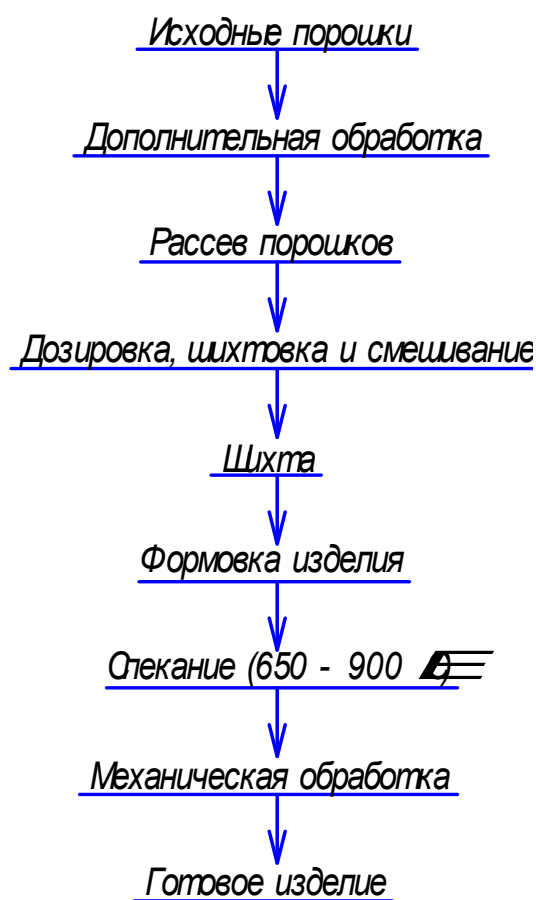 Исходные порошки
Дополнительная обработка
Рассев порошков
Дозировка, шихтовка и смешивание
Шихта
Формовка изделия
Спекание (650 - 900
Механическая обработка
Готовое изделие